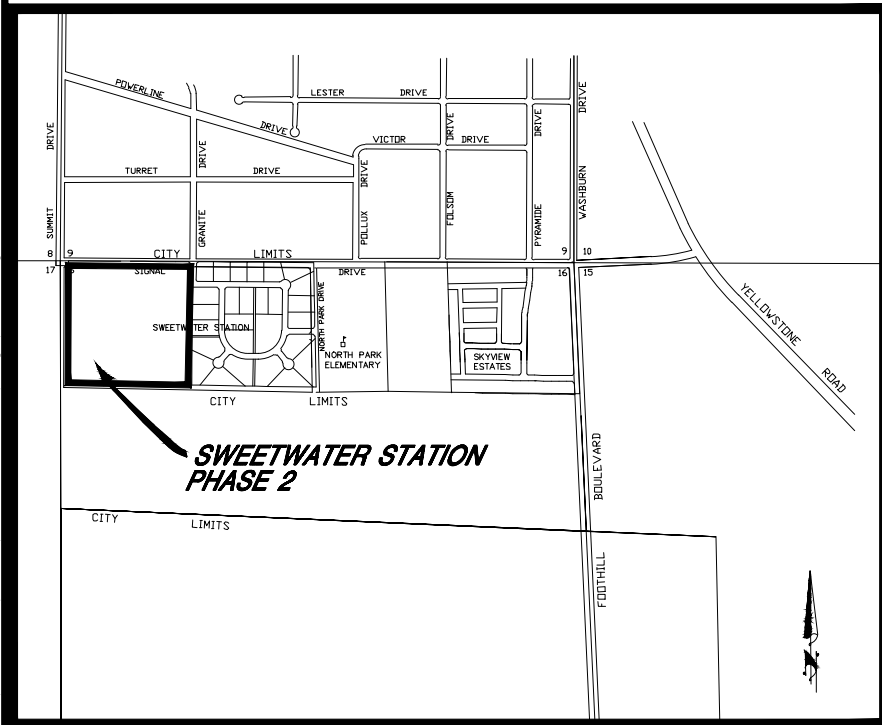 POWERLINE
DRIVE
LESTER DRIVE
VICTOR DRIVE
DRIVE
SUMMIT
DRIVE
GRANITE
DRIVE
POLLUX
DRIVE
FOLSOM
DRIVE
PYRAMIDE
DRIVE
WASHBURN
TURRET DRIVE
8 9
CITY LIMITS
9 10
17
SIGNAL DRIVE
16 15
SWEETWATER STATION
NORTH PARK DRIVE
NORTH PARK
ELEMENTARY
SKYVIEW
ESTATES
YELLOWSTONE
ROAD
CITY LIMITS
SWEETWATER STATION
PHASE 2
BOULEVARD
FOOTHILL
CITY LIMITS
N